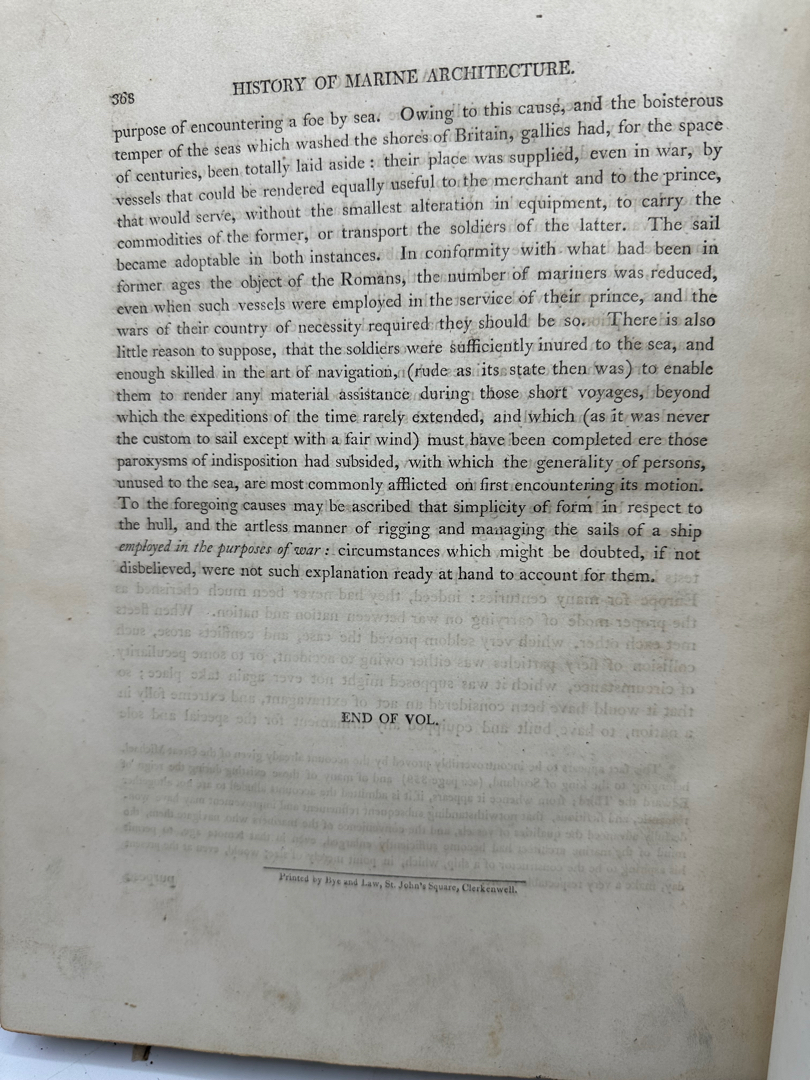 368
HISTORY OF MARINE ARCHITECTURE.
purpose of encountering a foe by sea. Owing to this cause, and the boisterous
temper of the seas which washed the shores of Britain, gallies had, for the space
of centuries, been totally laid aside : their place was supplied, even in war, by
vessels that could be rendered equally useful to the merchant and to the prince,
that would serve, without the smallest alteration in equipment, to carry the
commodities of the former, or transport the soldiers of the latter. The sail
became adoptable in both instances. In conformity with what had been in
former ages the object of the Romans, the number of mariners was reduced,
even when such vessels were employed in the service of their prince, and the
wars of their country of necessity required they should be so. There is also
little reason to suppose, that the soldiers were sufficiently inured to the sea, and
enough skilled in the art of navigation, (rude as its state then was) to enable
them to render any material assistance during those short voyages, beyond
which the expeditions of the time rarely extended, and which (as it was never
the custom to sail except with a fair wind) must have been completed ere those
paroxysms of indisposition had subsided, with which the generality of persons,
unused to the sea, are most commonly afflicted on first encountering its motion.
To the foregoing causes may be ascribed that simplicity of form in respect to
the hull, and the artless manner of rigging and managing the sails of a ship
employed in the purposes of war : circumstances which might be doubted, if not
disbelieved, were not such explanation ready at hand to account for them.
END OF VOL.
Printed by Bye and Law, St. John's Square, Clerkenwell.